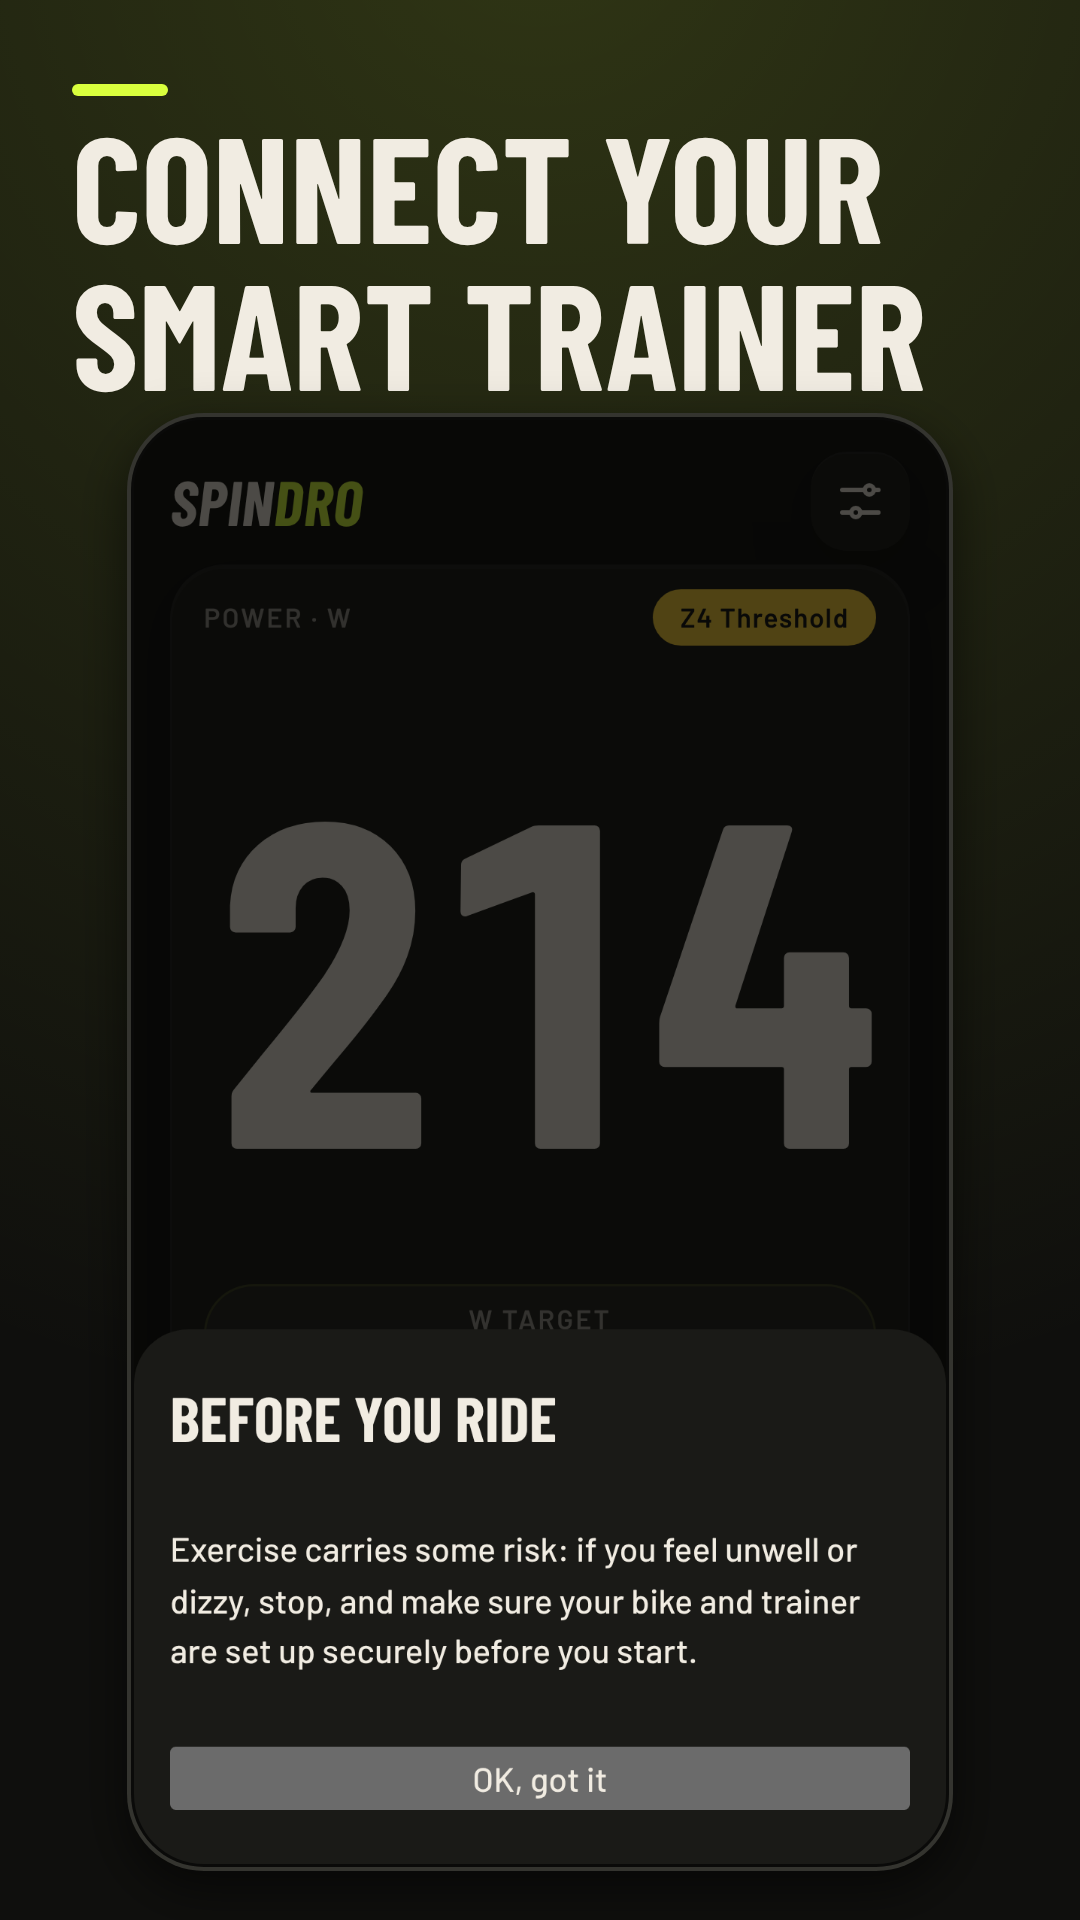 CONNECT YOUR
SMART TRAINER
SPINDRO
POWER · W
Z4 Threshold
214
W TARGET
BEFORE YOU RIDE
Exercise carries some risk: if you feel unwell or
dizzy, stop, and make sure your bike and trainer
are set up securely before you start.
OK, got it